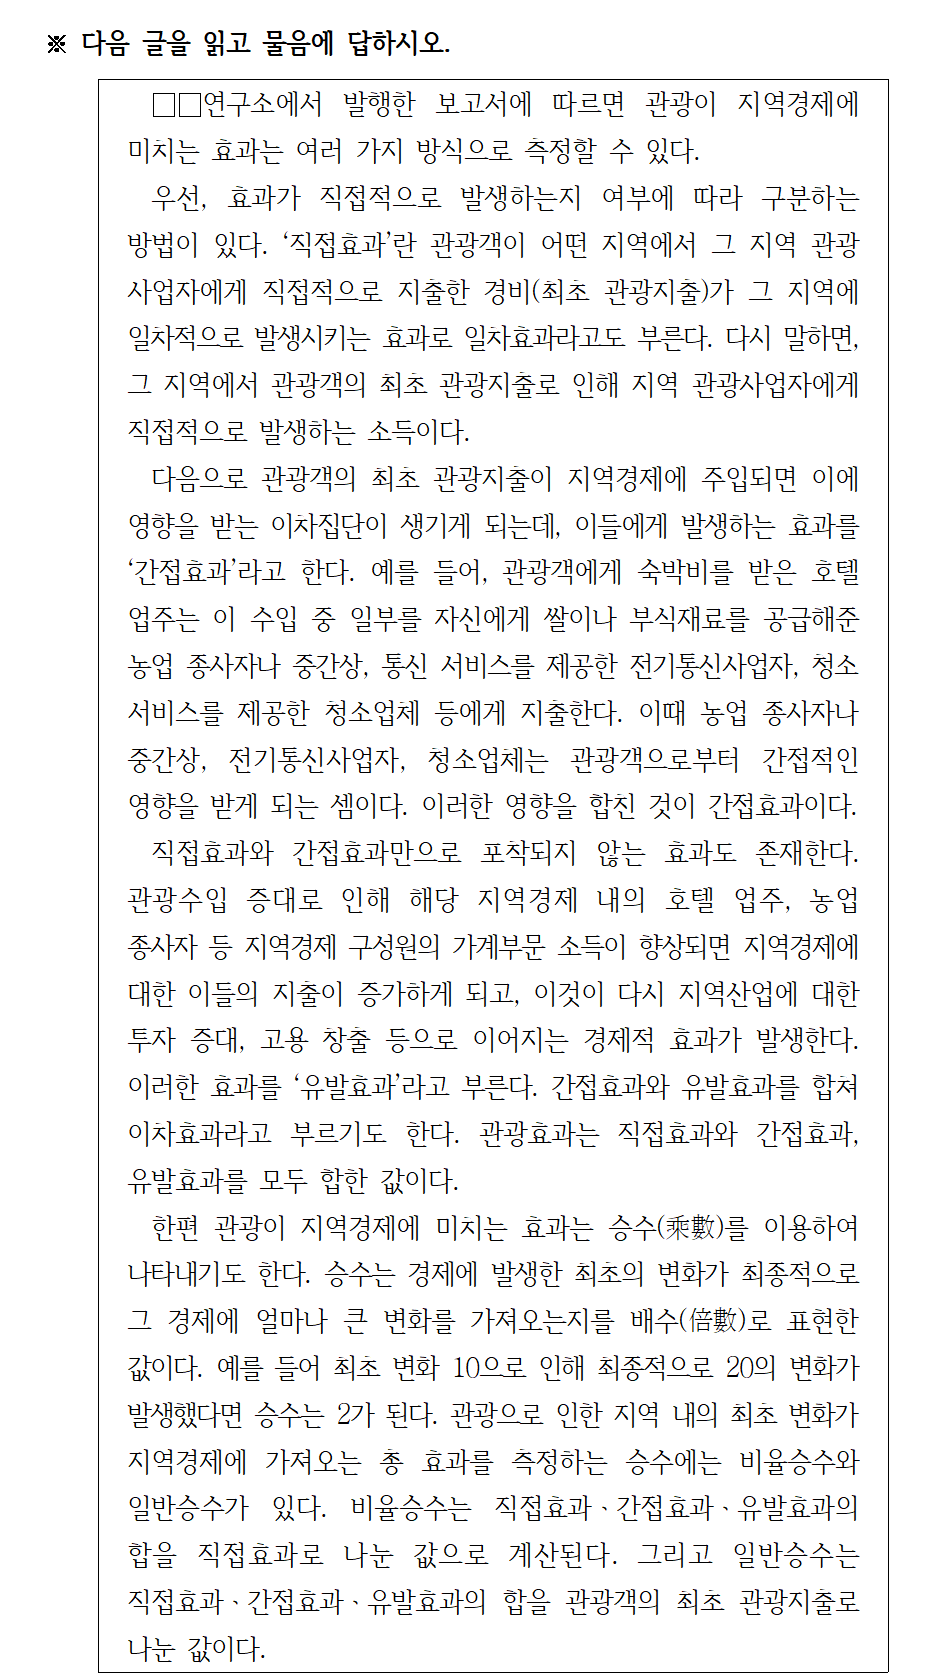 ※ 다음 글을 읽고 물음에 답하시오.
□□연구소에서 발행한 보고서에 따르면 관광이 지역경제에
미치는 효과는 여러 가지 방식으로 측정할 수 있다.
우선, 효과가 직접적으로 발생하는지 여부에 따라 구분하는
방법이 있다. ‘직접효과’란 관광객이 어떤 지역에서 그 지역 관광
사업자에게 직접적으로 지출한 경비(최초 관광지출)가 그 지역에
일차적으로 발생시키는 효과로 일차효과라고도 부른다. 다시 말하면,
그 지역에서 관광객의 최초 관광지출로 인해 지역 관광사업자에게
직접적으로 발생하는 소득이다.
다음으로 관광객의 최초 관광지출이 지역경제에 주입되면 이에
영향을 받는 이차집단이 생기게 되는데, 이들에게 발생하는 효과를
‘간접효과’라고 한다. 예를 들어, 관광객에게 숙박비를 받은 호텔
업주는 이 수입 중 일부를 자신에게 쌀이나 부식재료를 공급해준
농업 종사자나 중간상, 통신 서비스를 제공한 전기통신사업자, 청소
서비스를 제공한 청소업체 등에게 지출한다. 이때 농업 종사자나
중간상, 전기통신사업자, 청소업체는 관광객으로부터 간접적인
영향을 받게 되는 셈이다. 이러한 영향을 합친 것이 간접효과이다.
직접효과와 간접효과만으로 포착되지 않는 효과도 존재한다.
관광수입 증대로 인해 해당 지역경제 내의 호텔 업주, 농업
종사자 등 지역경제 구성원의 가계부문 소득이 향상되면 지역경제에
대한 이들의 지출이 증가하게 되고, 이것이 다시 지역산업에 대한
투자 증대, 고용 창출 등으로 이어지는 경제적 효과가 발생한다.
이러한 효과를 ‘유발효과’라고 부른다. 간접효과와 유발효과를 합쳐
이차효과라고 부르기도 한다. 관광효과는 직접효과와 간접효과,
유발효과를 모두 합한 값이다.
한편 관광이 지역경제에 미치는 효과는 승수(乘數)를 이용하여
나타내기도 한다. 승수는 경제에 발생한 최초의 변화가 최종적으로
그 경제에 얼마나 큰 변화를 가져오는지를 배수(倍數)로 표현한
값이다. 예를 들어 최초 변화 10으로 인해 최종적으로 20의 변화가
발생했다면 승수는 2가 된다. 관광으로 인한 지역 내의 최초 변화가
지역경제에 가져오는 총 효과를 측정하는 승수에는 비율승수와
일반승수가 있다. 비율승수는 직접효과､간접효과､유발효과의
합을 직접효과로 나눈 값으로 계산된다. 그리고 일반승수는
직접효과､간접효과､유발효과의 합을 관광객의 최초 관광지출로
나눈 값이다.